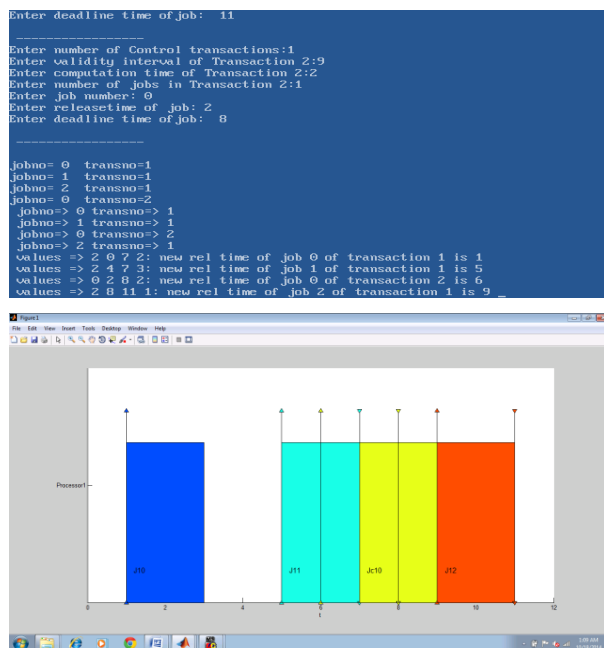 Enter deadline time of job:  11
-----------------
Enter number of Control transactions:1
Enter validity interval of Transaction 2:9
Enter computation time of Transaction 2:2
Enter number of jobs in Transaction 2:1
Enter job number: 0
Enter releasetime of job: 2
Enter deadline time of job:  8
-----------------
jobno= 0  transno=1
jobno= 1  transno=1
jobno= 2  transno=1
jobno= 0  transno=2
jobno=> 0 transno=> 1
jobno=> 1 transno=> 1
jobno=> 0 transno=> 2
jobno=> 2 transno=> 1
values => 2 0 7 2: new rel time of job 0 of transaction 1 is 1
values => 2 4 7 3: new rel time of job 1 of transaction 1 is 5
values => 0 2 8 2: new rel time of job 0 of transaction 2 is 6
values => 2 8 11 1: new rel time of job 2 of transaction 1 is 9 _
Figure 1
File Edit View Insert Tools Desktop Window Help
Processor1
J10 J11 Jc10 J12
0 2 4 6 8 10 12
t
1:09 AM